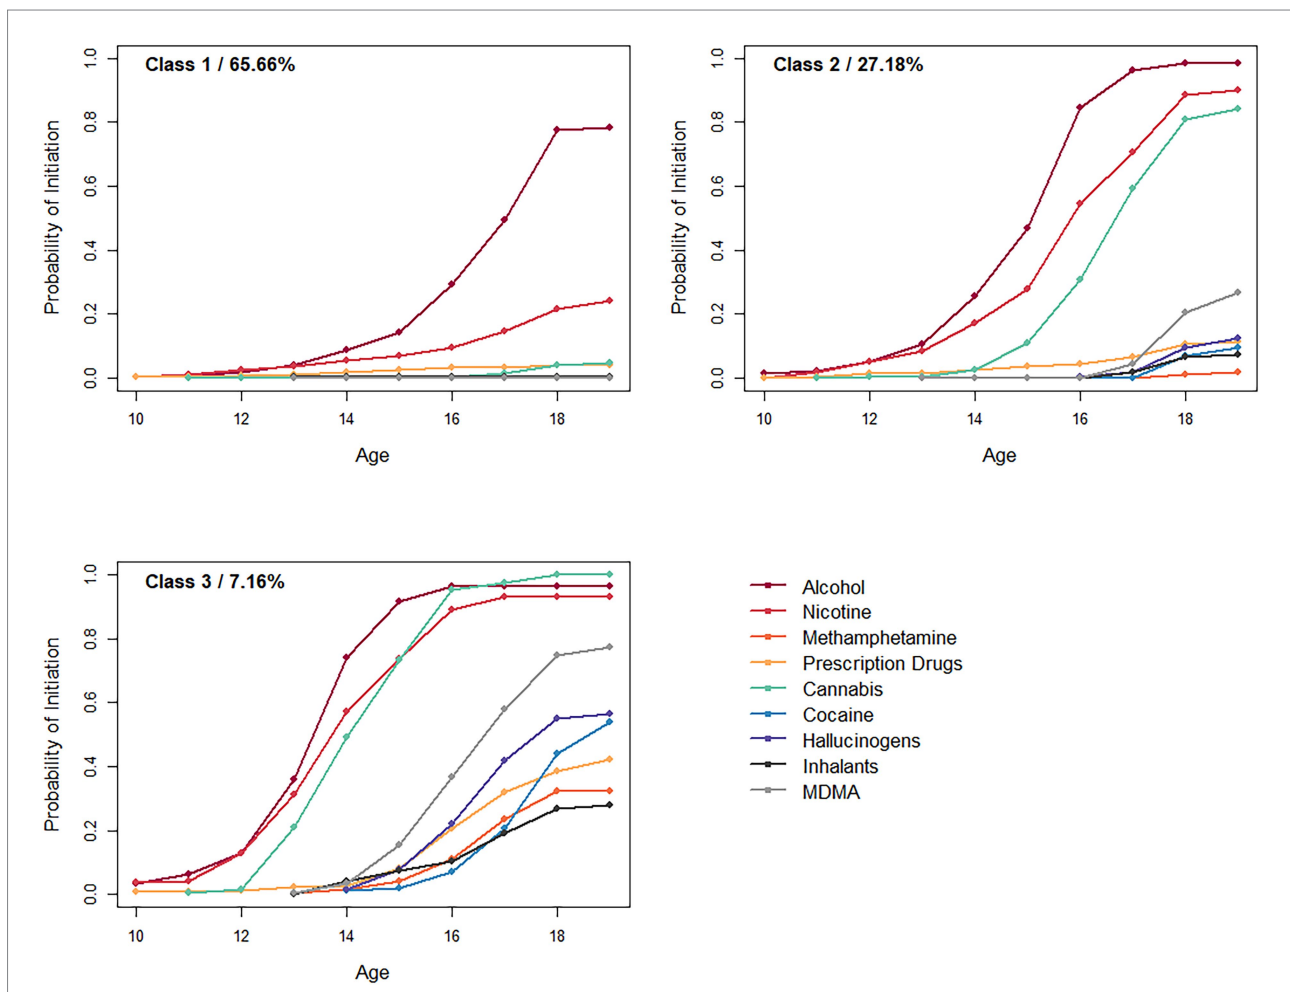 Class 1 / 65.66%
Probability of Initiation
0.0 0.2 0.4 0.6 0.8 1.0
10 12 14 16 18
Age
Class 2 / 27.18%
Probability of Initiation
0.0 0.2 0.4 0.6 0.8 1.0
10 12 14 16 18
Age
Class 3 / 7.16%
Probability of Initiation
0.0 0.2 0.4 0.6 0.8 1.0
10 12 14 16 18
Age
Alcohol
Nicotine
Methamphetamine
Prescription Drugs
Cannabis
Cocaine
Hallucinogens
Inhalants
MDMA